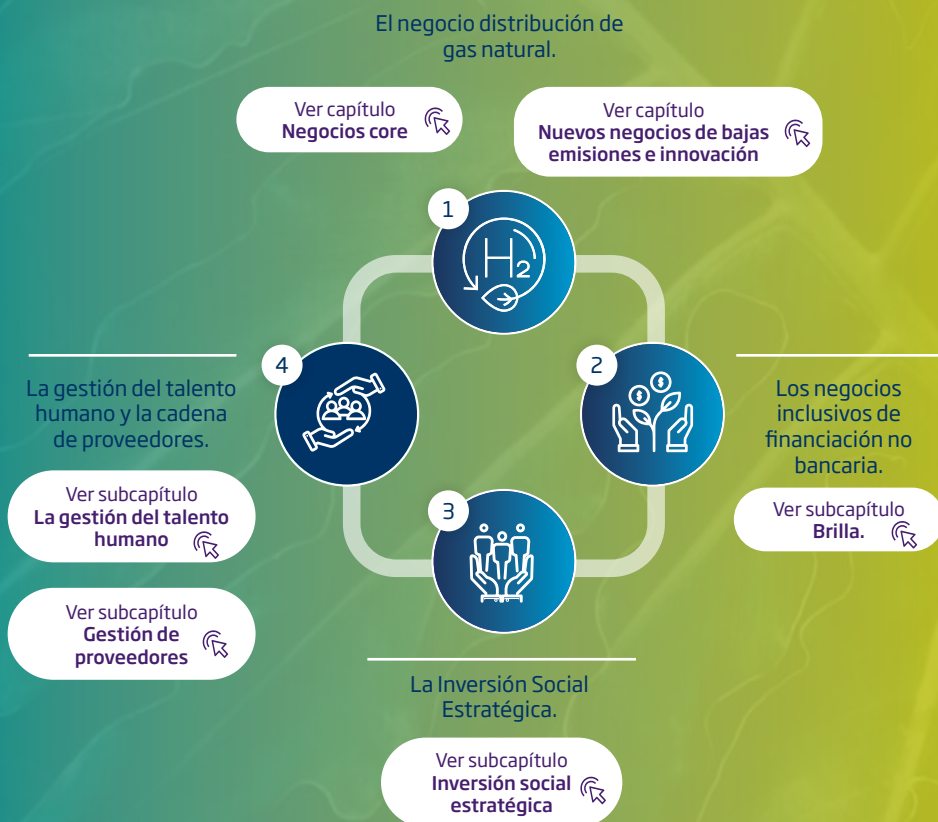 El negocio distribución de
gas natural.
Ver capítulo
Negocios core
Ver capítulo
Nuevos negocios de bajas
emisiones e innovación
1
H2
2
Los negocios
inclusivos de
financiación no
bancaria.
Ver subcapítulo
Brilla.
3
La Inversión Social
Estratégica.
Ver subcapítulo
Inversión social
estratégica
4
La gestión del talento
humano y la cadena
de proveedores.
Ver subcapítulo
La gestión del talento
humano
Ver subcapítulo
Gestión de
proveedores